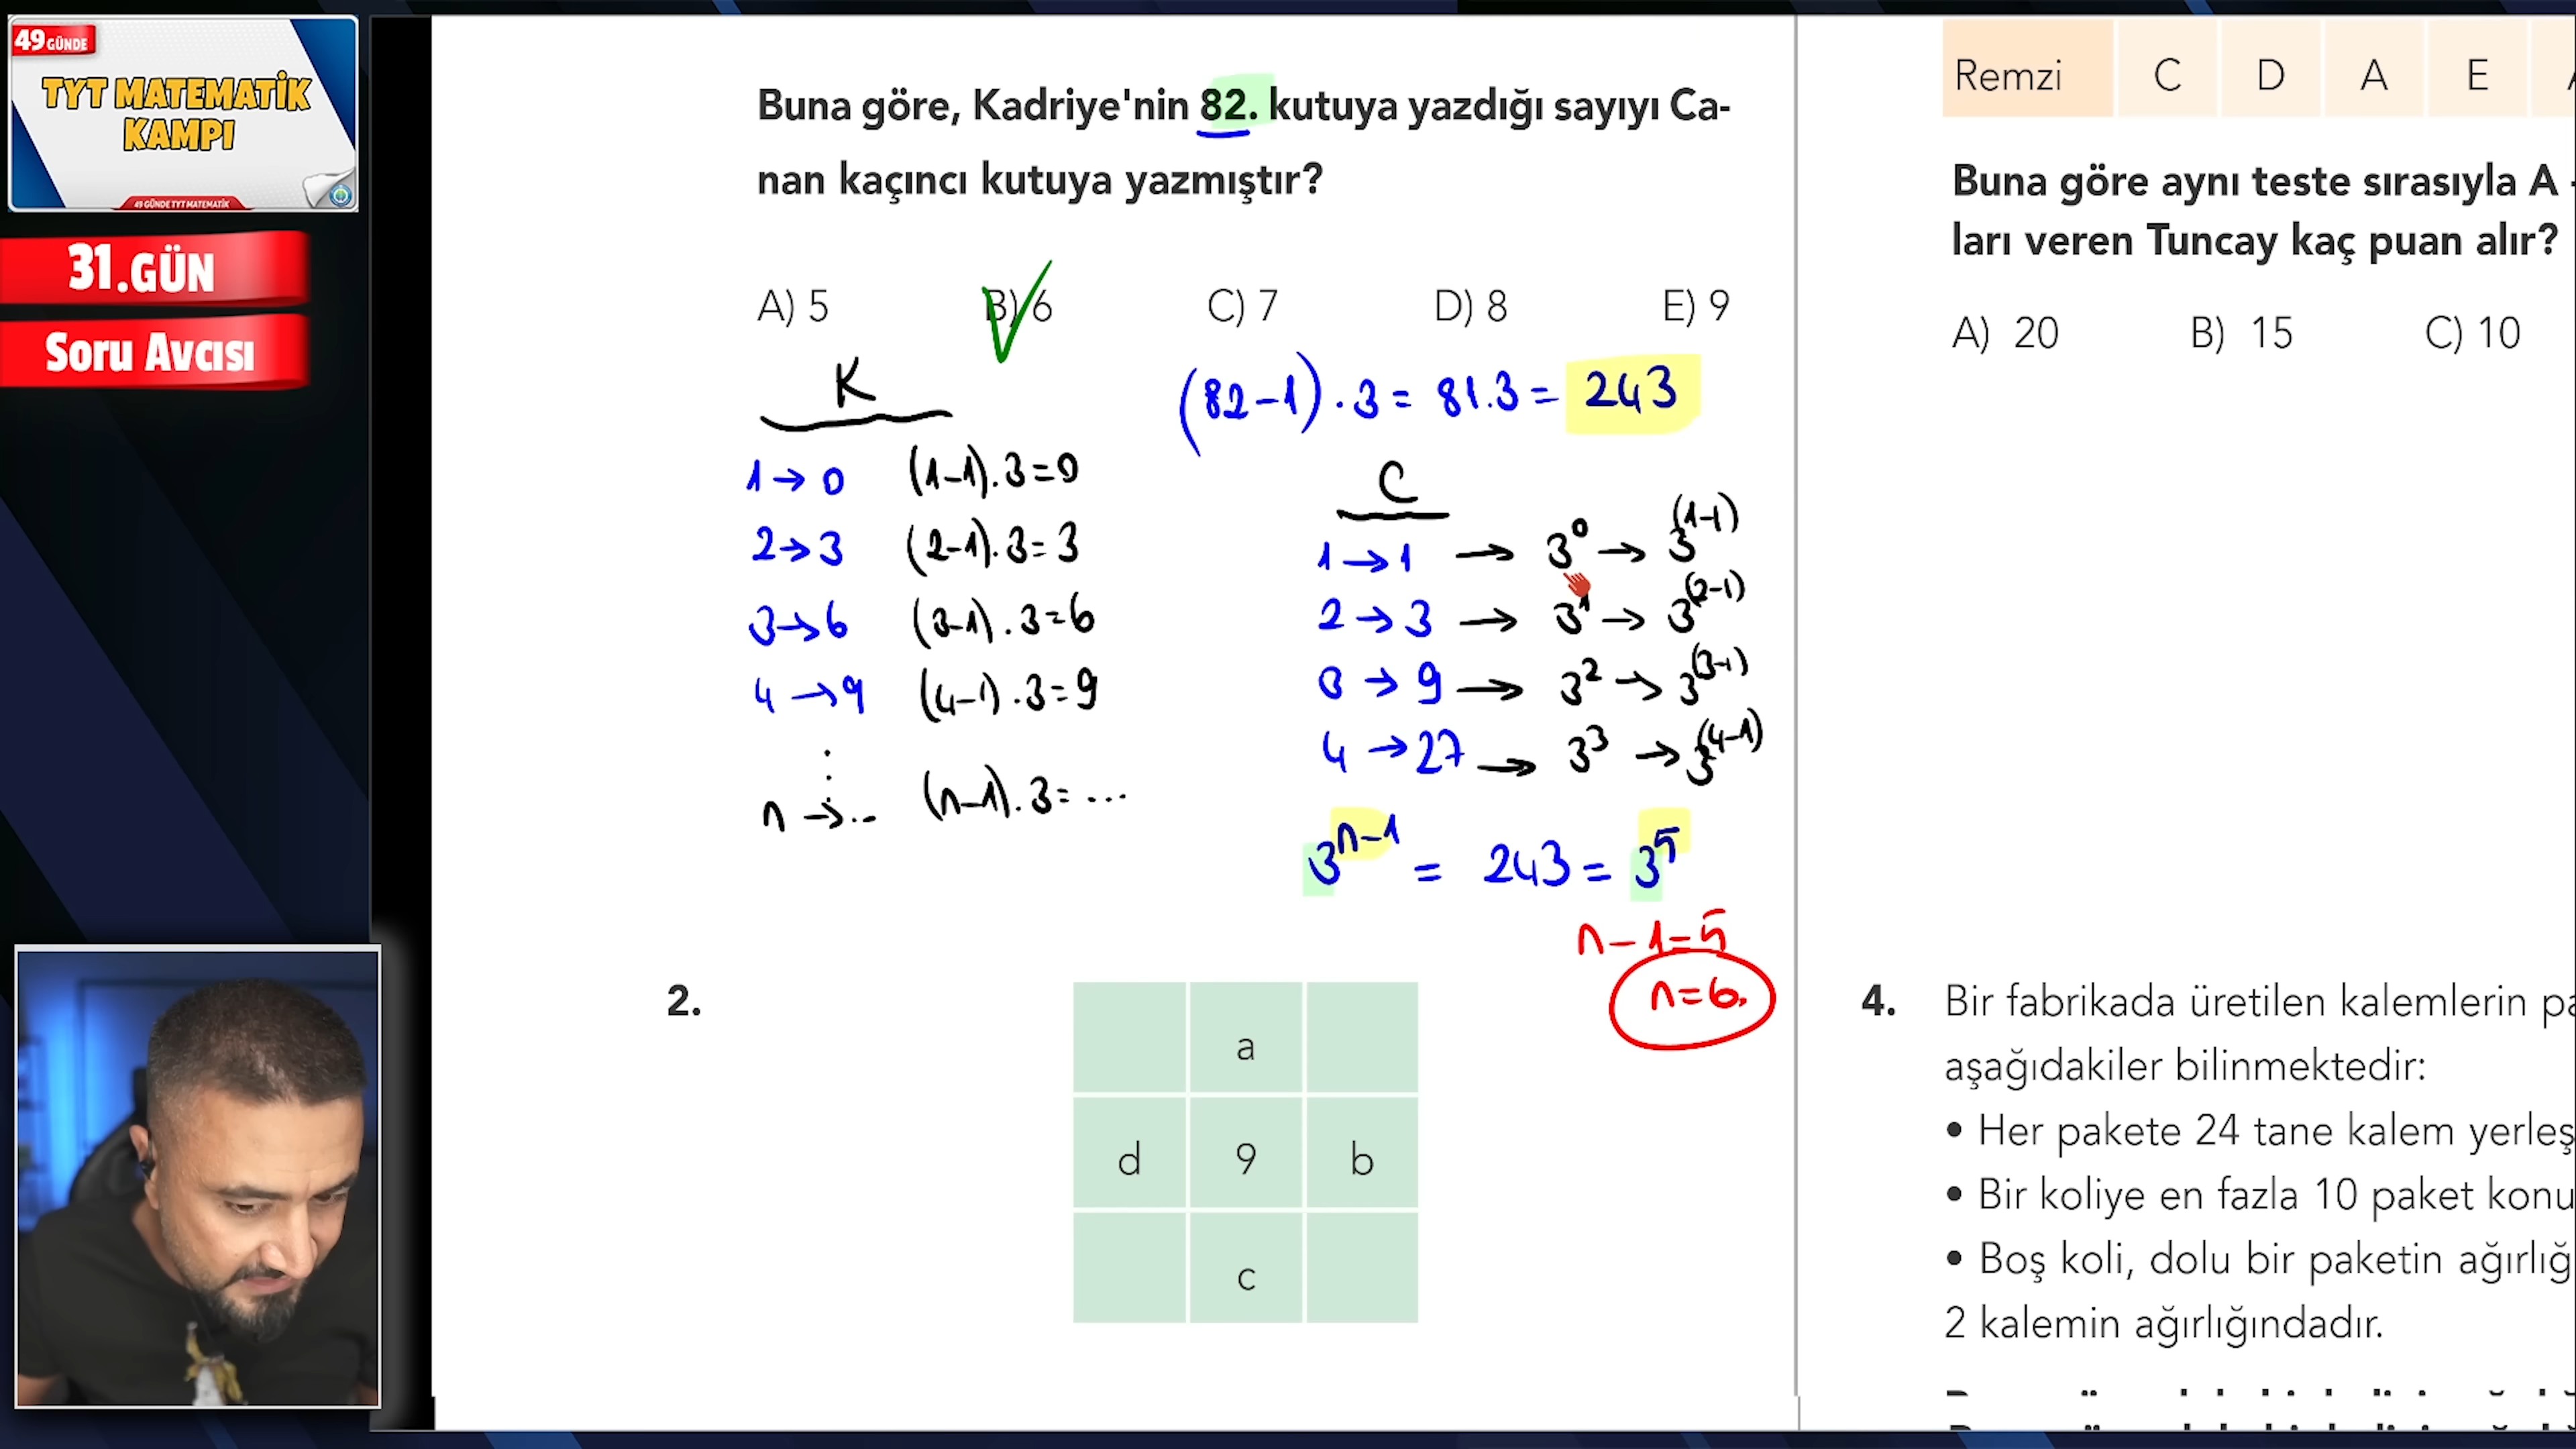 49 GÜNDE
TYT MATEMATİK
KAMPI
49 GÜNDE TYT MATEMATİK
31.GÜN
Soru Avcısı
Buna göre, Kadriye'nin 82. kutuya yazdığı sayıyı Ca-
nan kaçıncı kutuya yazmıştır?
A) 5 B) 6 C) 7 D) 8 E) 9
(82-1).3 = 81.3 = 243
K
1→0 (1-1).3=0
2→3 (2-1).3=3
3→6 (3-1).3=6
4→9 (4-1).3=9
n→... (n-1).3=...
C
1→1 → 3⁰ → 3⁽¹⁻¹⁾
2→3 → 3¹ → 3⁽²⁻¹⁾
3→9 → 3² → 3⁽³⁻¹⁾
4→27 → 3³ → 3⁽⁴⁻¹⁾
3ⁿ⁻¹ = 243 = 3⁵
n-1=5
n=6.
2.
a
d 9 b
c
Remzi C D A E
Buna göre aynı teste sırasıyla A
ları veren Tuncay kaç puan alır?
A) 20 B) 15 C) 10
4. Bir fabrikada üretilen kalemlerin
aşağıdakiler bilinmektedir:
• Her pakete 24 tane kalem
• Bir koliye en fazla 10 paket
• Boş koli, dolu bir paketin
2 kalemin ağırlığındadır.